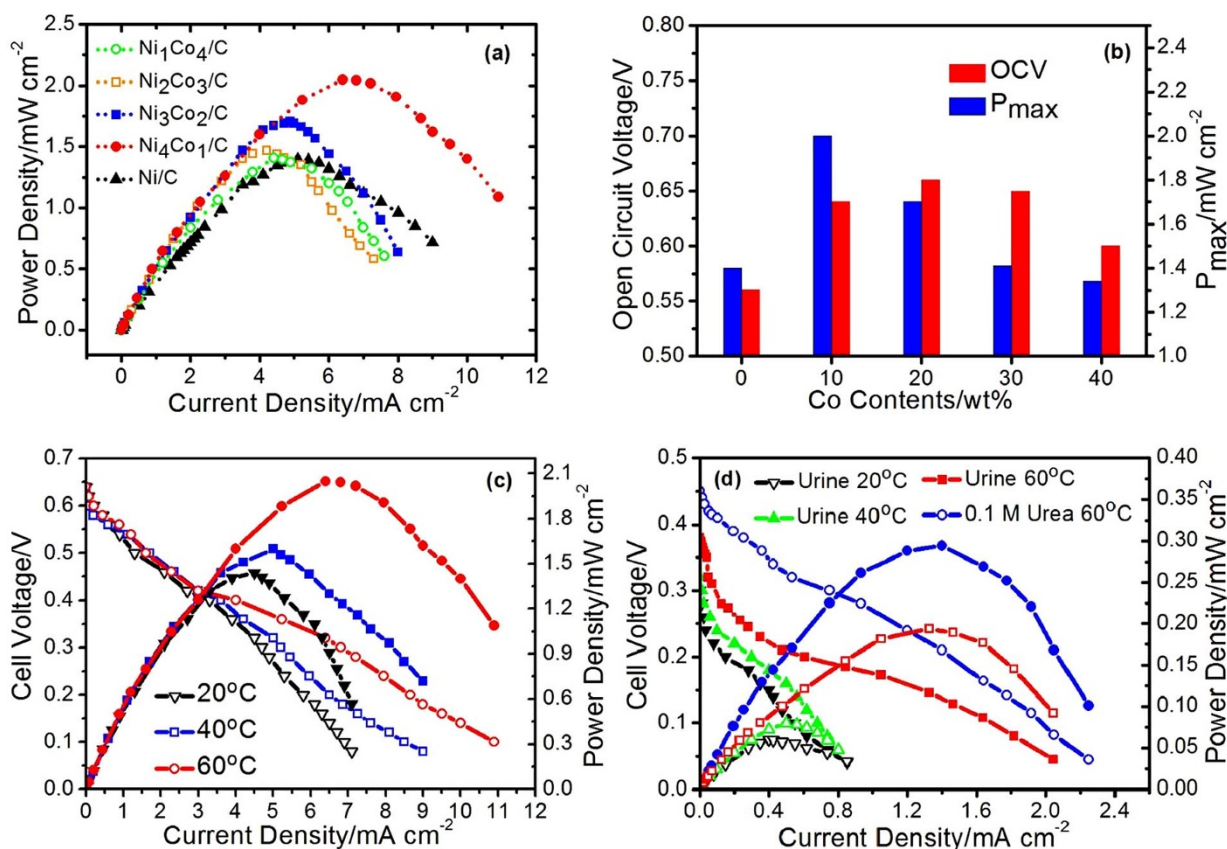 (a)
Power Density/mW cm⁻²
2.5
2.0
1.5
1.0
0.5
0.0
Ni₁Co₄/C
Ni₂Co₃/C
Ni₃Co₂/C
Ni₄Co₁/C
Ni/C
0 2 4 6 8 10 12
Current Density/mA cm⁻²
(b)
Open Circuit Voltage/V
0.80
0.75
0.70
0.65
0.60
0.55
0.50
OCV
Pmax
2.4
2.2
2.0
1.8
1.6
1.4
1.2
1.0
Pmax/mW cm⁻²
0 10 20 30 40
Co Contents/wt%
(c)
Cell Voltage/V
0.7
0.6
0.5
0.4
0.3
0.2
0.1
0.0
20°C
40°C
60°C
2.1
1.8
1.5
1.2
0.9
0.6
0.3
0.0
Power Density/mW cm⁻²
0 1 2 3 4 5 6 7 8 9 10 11 12
Current Density/mA cm⁻²
(d)
Cell Voltage/V
0.5
0.4
0.3
0.2
0.1
0.0
Urine 20°C
Urine 60°C
Urine 40°C
0.1 M Urea 60°C
0.40
0.35
0.30
0.25
0.20
0.15
0.10
0.05
0.00
Power Density/mW cm⁻²
0.0 0.4 0.8 1.2 1.6 2.0 2.4
Current Density/mA cm⁻²